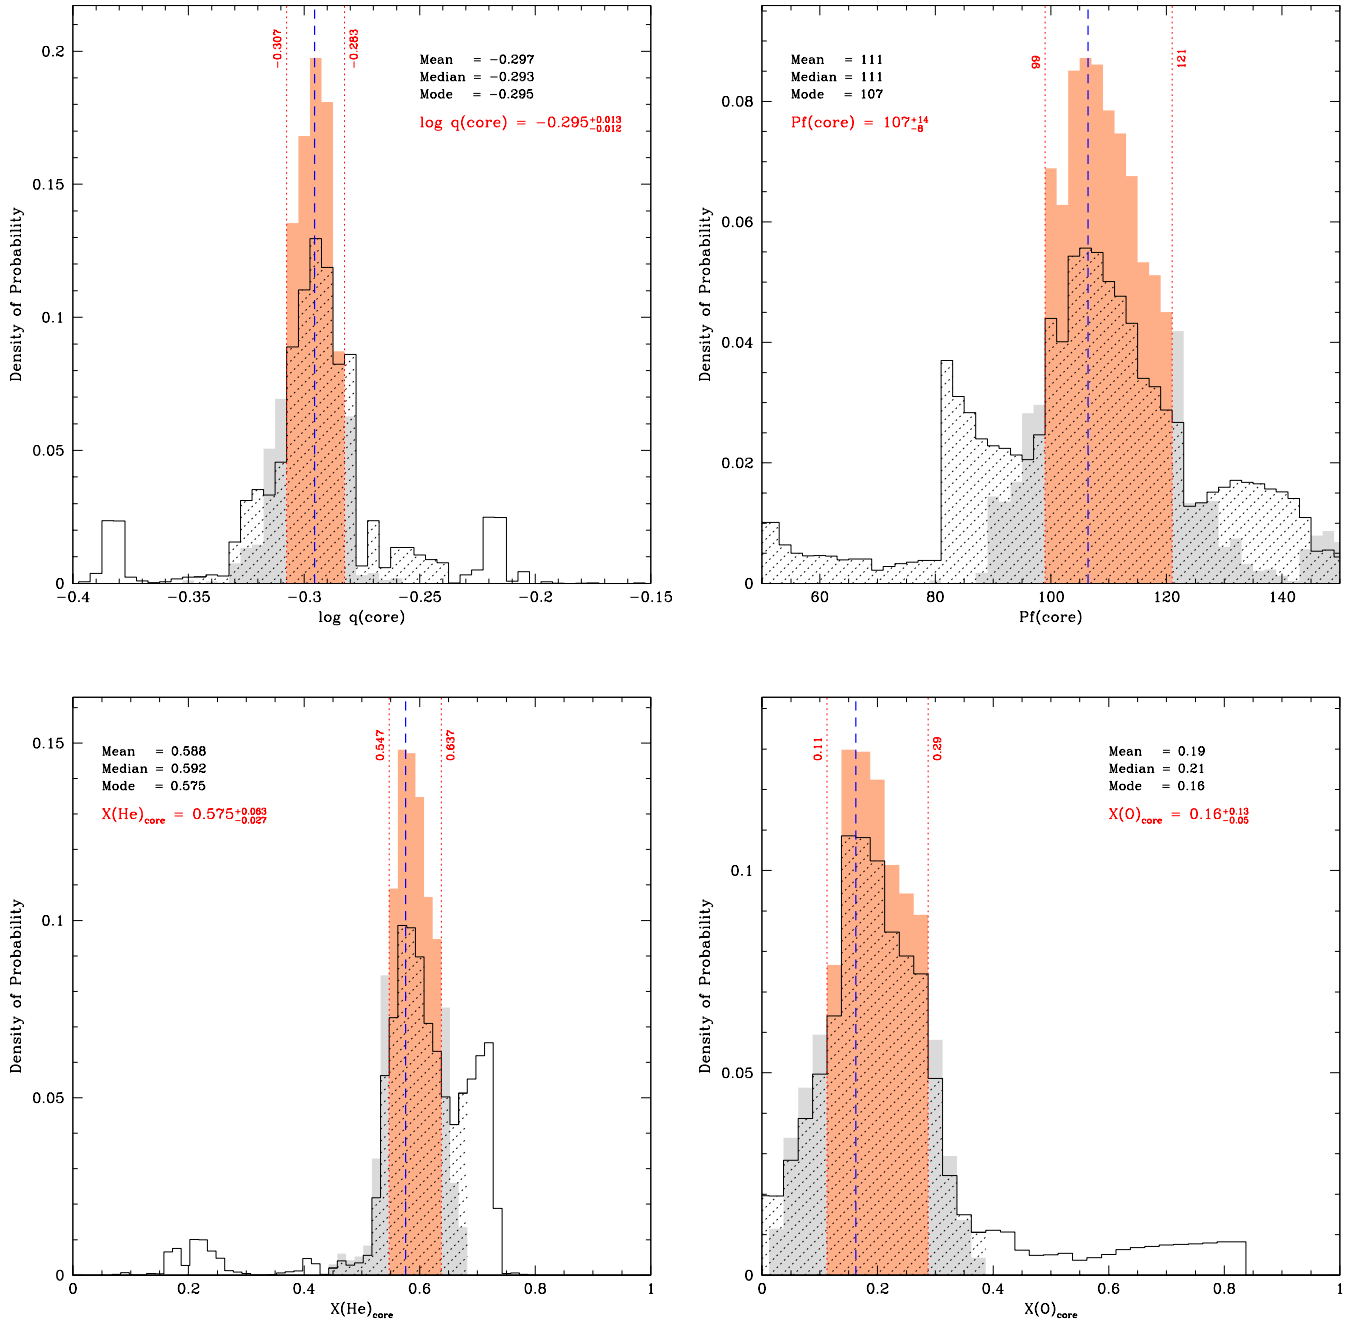 −0.307
−0.283
Mean = −0.297
Median = −0.293
Mode = −0.295
log q(core) = −0.295+0.013−0.012
Density of Probability
0.2
0.15
0.1
0.05
0
−0.4 −0.35 −0.3 −0.25 −0.2 −0.15
log q(core)
99
121
Mean = 111
Median = 111
Mode = 107
Pf(core) = 107+14−8
Density of Probability
0.08
0.06
0.04
0.02
0
60 80 100 120 140
Pf(core)
0.547
0.637
Mean = 0.588
Median = 0.592
Mode = 0.575
X(He)core = 0.575+0.063−0.027
Density of Probability
0.15
0.1
0.05
0
0 0.2 0.4 0.6 0.8 1
X(He)core
0.11
0.29
Mean = 0.19
Median = 0.21
Mode = 0.16
X(O)core = 0.16+0.13−0.05
Density of Probability
0.1
0.05
0
0 0.2 0.4 0.6 0.8 1
X(O)core